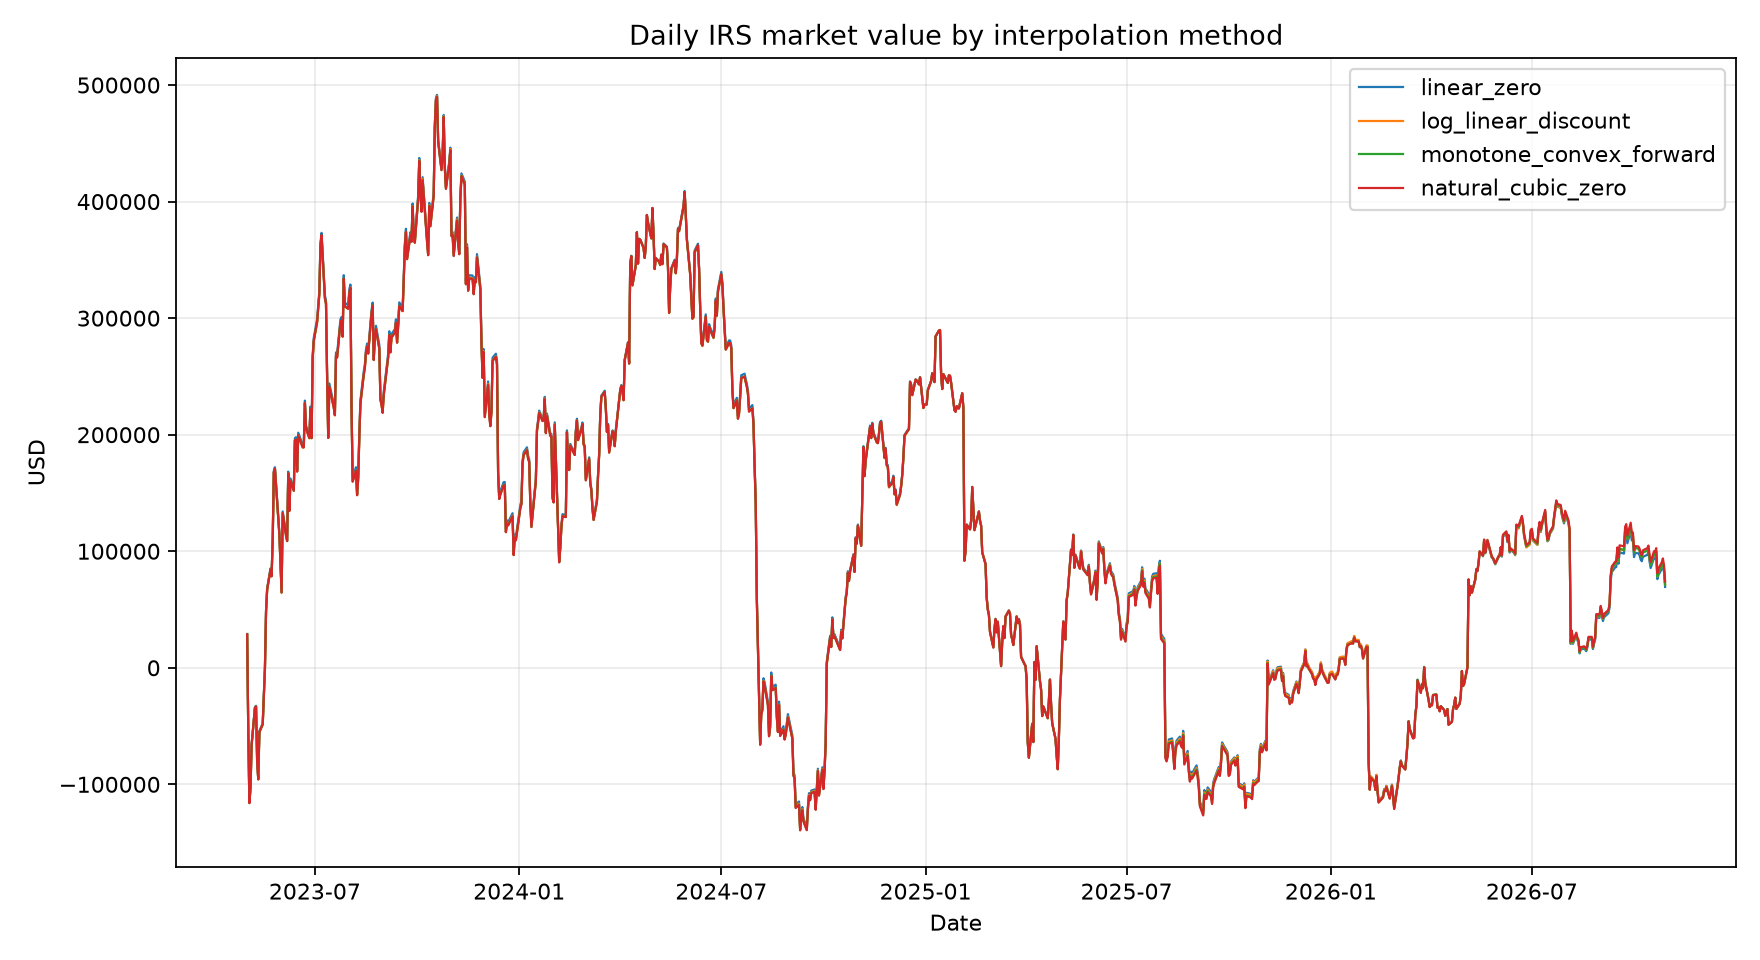 Daily IRS market value by interpolation method
500000
400000
300000
200000
100000
0
−100000
USD
linear_zero
log_linear_discount
monotone_convex_forward
natural_cubic_zero
2023-07 2024-01 2024-07 2025-01 2025-07 2026-01 2026-07
Date